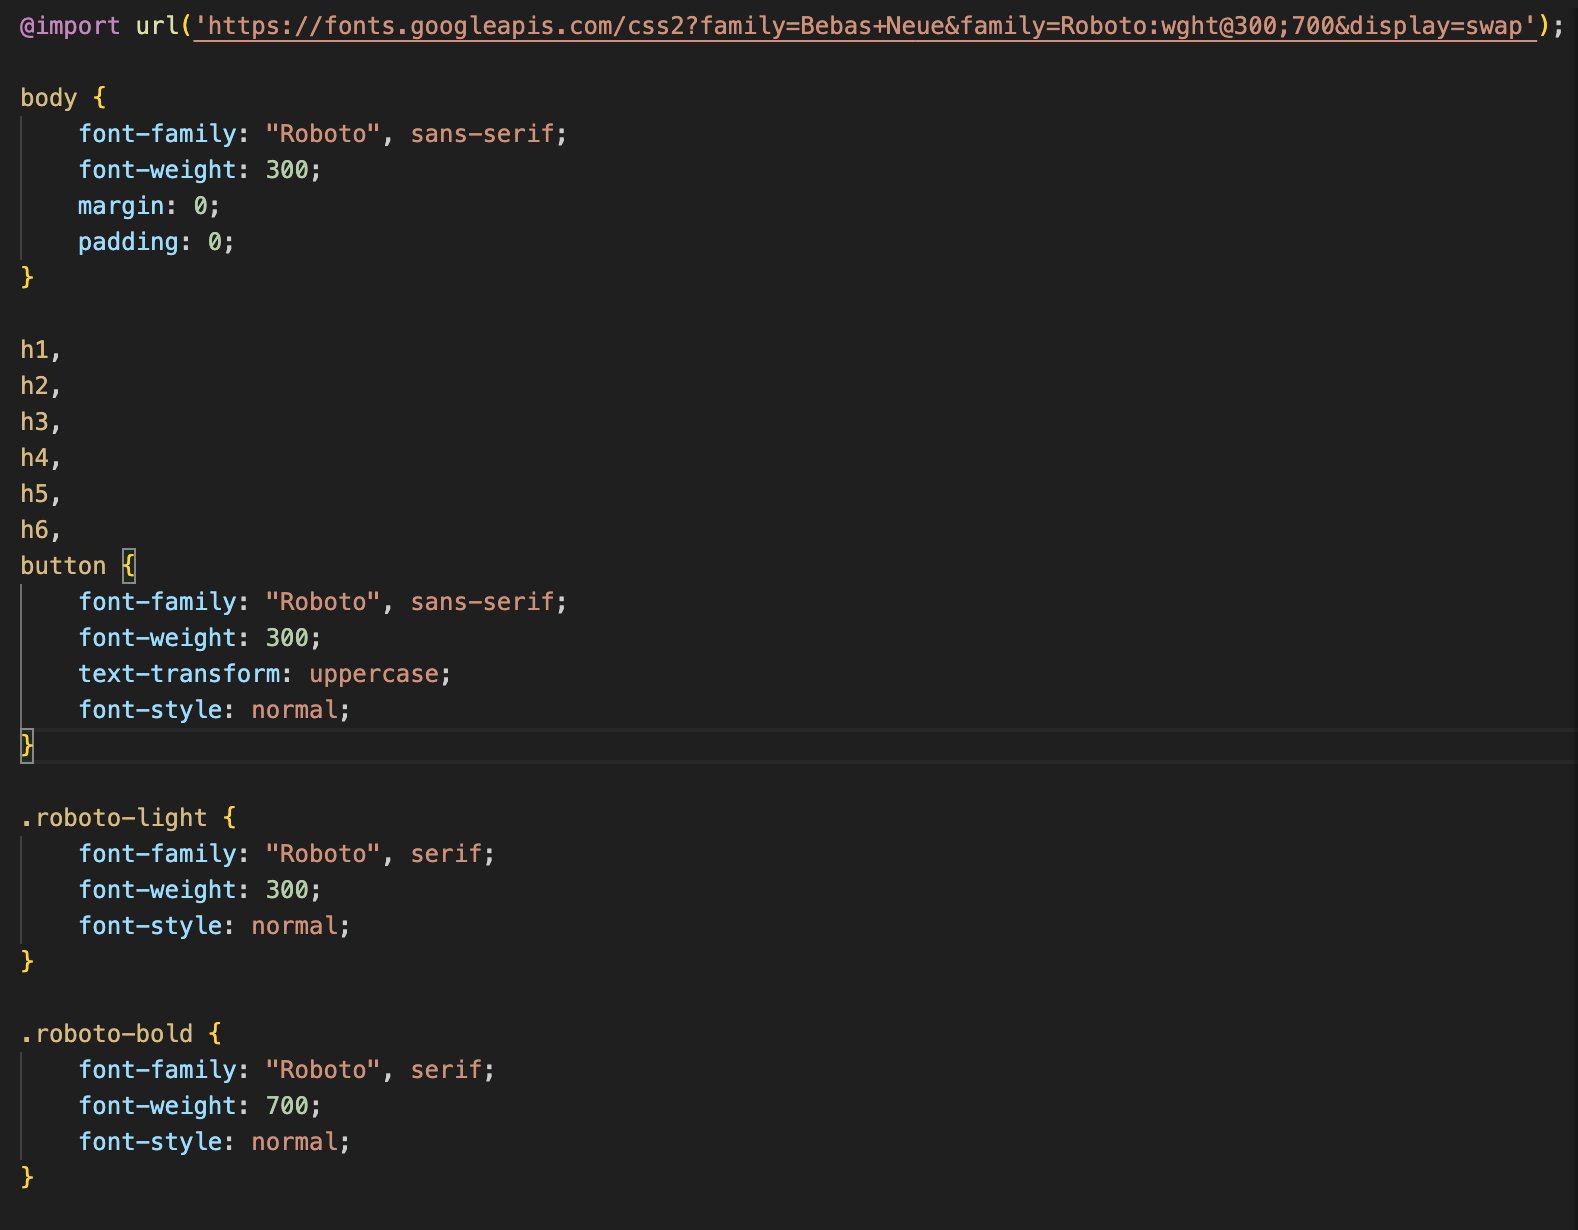 @import url('https://fonts.googleapis.com/css2?family=Bebas+Neue&family=Roboto:wght@300;700&display=swap');
body {
font-family: "Roboto", sans-serif;
font-weight: 300;
margin: 0;
padding: 0;
}
h1,
h2,
h3,
h4,
h5,
h6,
button {
font-family: "Roboto", sans-serif;
font-weight: 300;
text-transform: uppercase;
font-style: normal;
}
.roboto-light {
font-family: "Roboto", serif;
font-weight: 300;
font-style: normal;
}
.roboto-bold {
font-family: "Roboto", serif;
font-weight: 700;
font-style: normal;
}